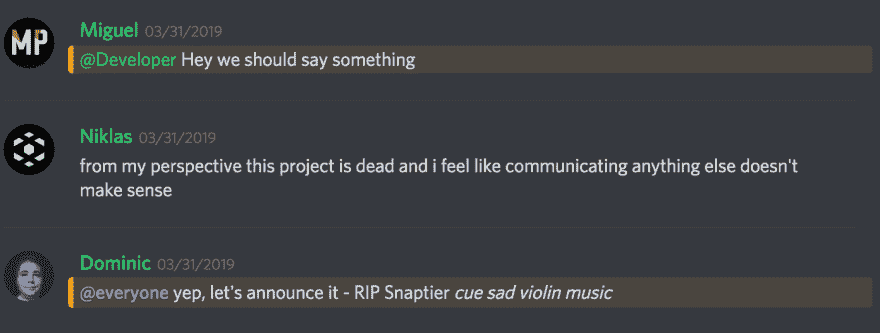 MP
Miguel 03/31/2019
@Developer Hey we should say something
Niklas 03/31/2019
from my perspective this project is dead and i feel like communicating anything else doesn't
make sense
Dominic 03/31/2019
@everyone yep, let's announce it - RIP Snaptier cue sad violin music